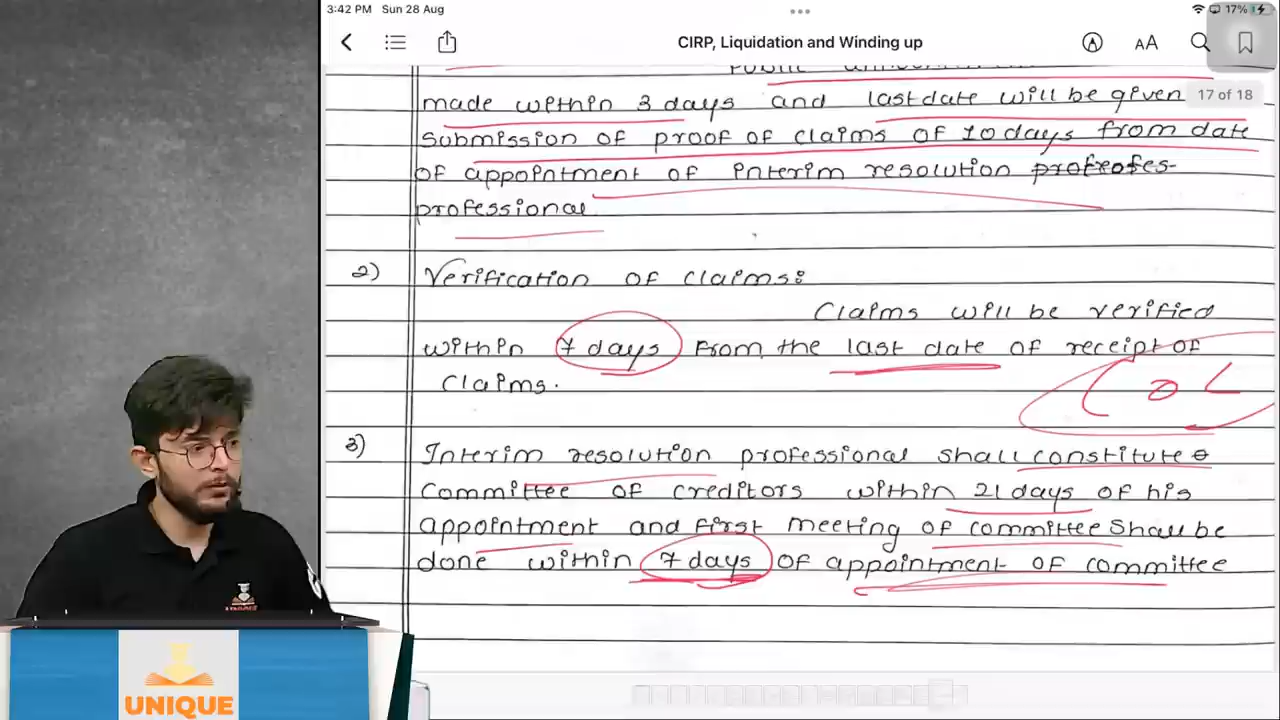 3:42 PM Sun 28 Aug
17%
CIRP, Liquidation and Winding up
AA
17 of 18
Public
made within 3 days and last date will be given
Submission of proof of claims of 10 days from date
of appointment of interim resolution
professional
2) Verification of claims:
Claims will be verified
within 7 days from the last date of receipt of
claims.
3) Interim resolution professional shall constitute
committee of creditors within 21 days of his
appointment and first meeting of committee shall be
done within 7 days of appointment of committee
UNIQUE
UNIQUE